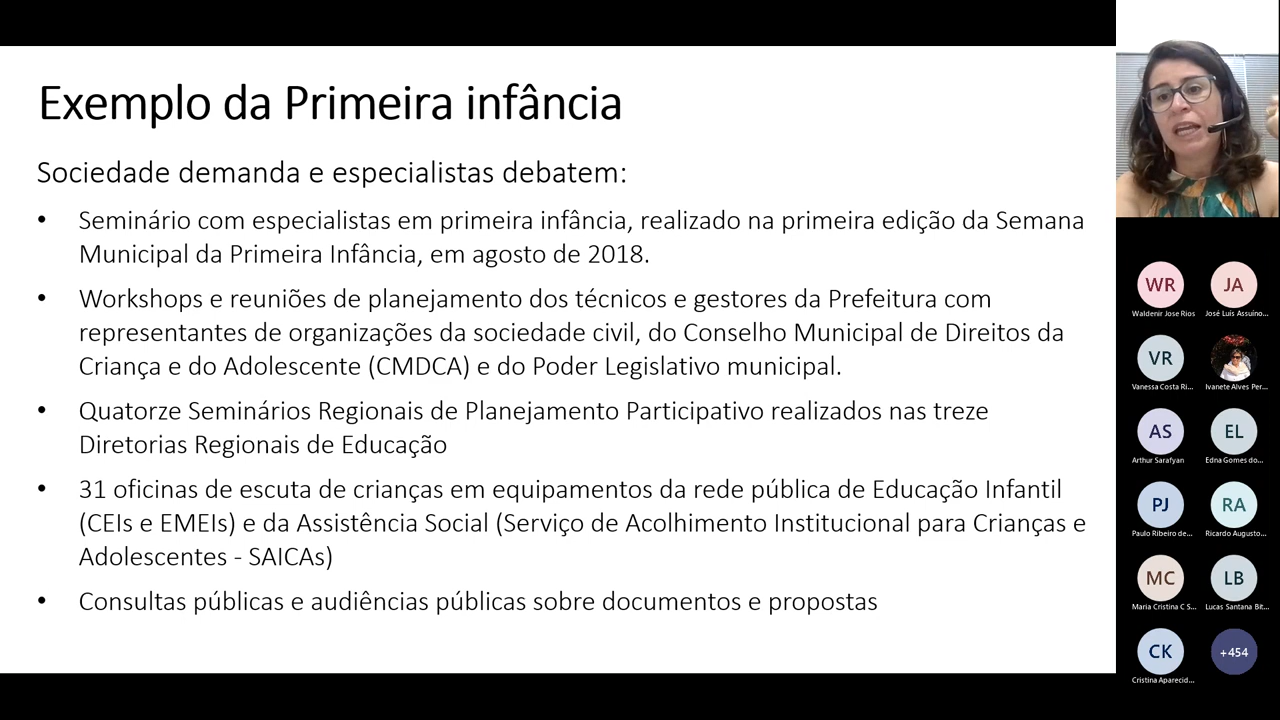 Exemplo da Primeira infância
Sociedade demanda e especialistas debatem:
• Seminário com especialistas em primeira infância, realizado na primeira edição da Semana
Municipal da Primeira Infância, em agosto de 2018.
• Workshops e reuniões de planejamento dos técnicos e gestores da Prefeitura com
representantes de organizações da sociedade civil, do Conselho Municipal de Direitos da
Criança e do Adolescente (CMDCA) e do Poder Legislativo municipal.
• Quatorze Seminários Regionais de Planejamento Participativo realizados nas treze
Diretorias Regionais de Educação
• 31 oficinas de escuta de crianças em equipamentos da rede pública de Educação Infantil
(CEIs e EMEIs) e da Assistência Social (Serviço de Acolhimento Institucional para Crianças e
Adolescentes - SAICAs)
• Consultas públicas e audiências públicas sobre documentos e propostas
WR JA
Waldenir Jose Rios José Luís Assuíno...
VR
Vanessa Costa Ri... Ivanete Alves Per...
AS EL
Arthur Sarafyan Edna Gomes do...
PJ RA
Paulo Ribeiro de... Ricardo Augusto...
MC LB
Maria Cristina C S... Lucas Santana Bit...
CK +454
Cristina Aparecid...